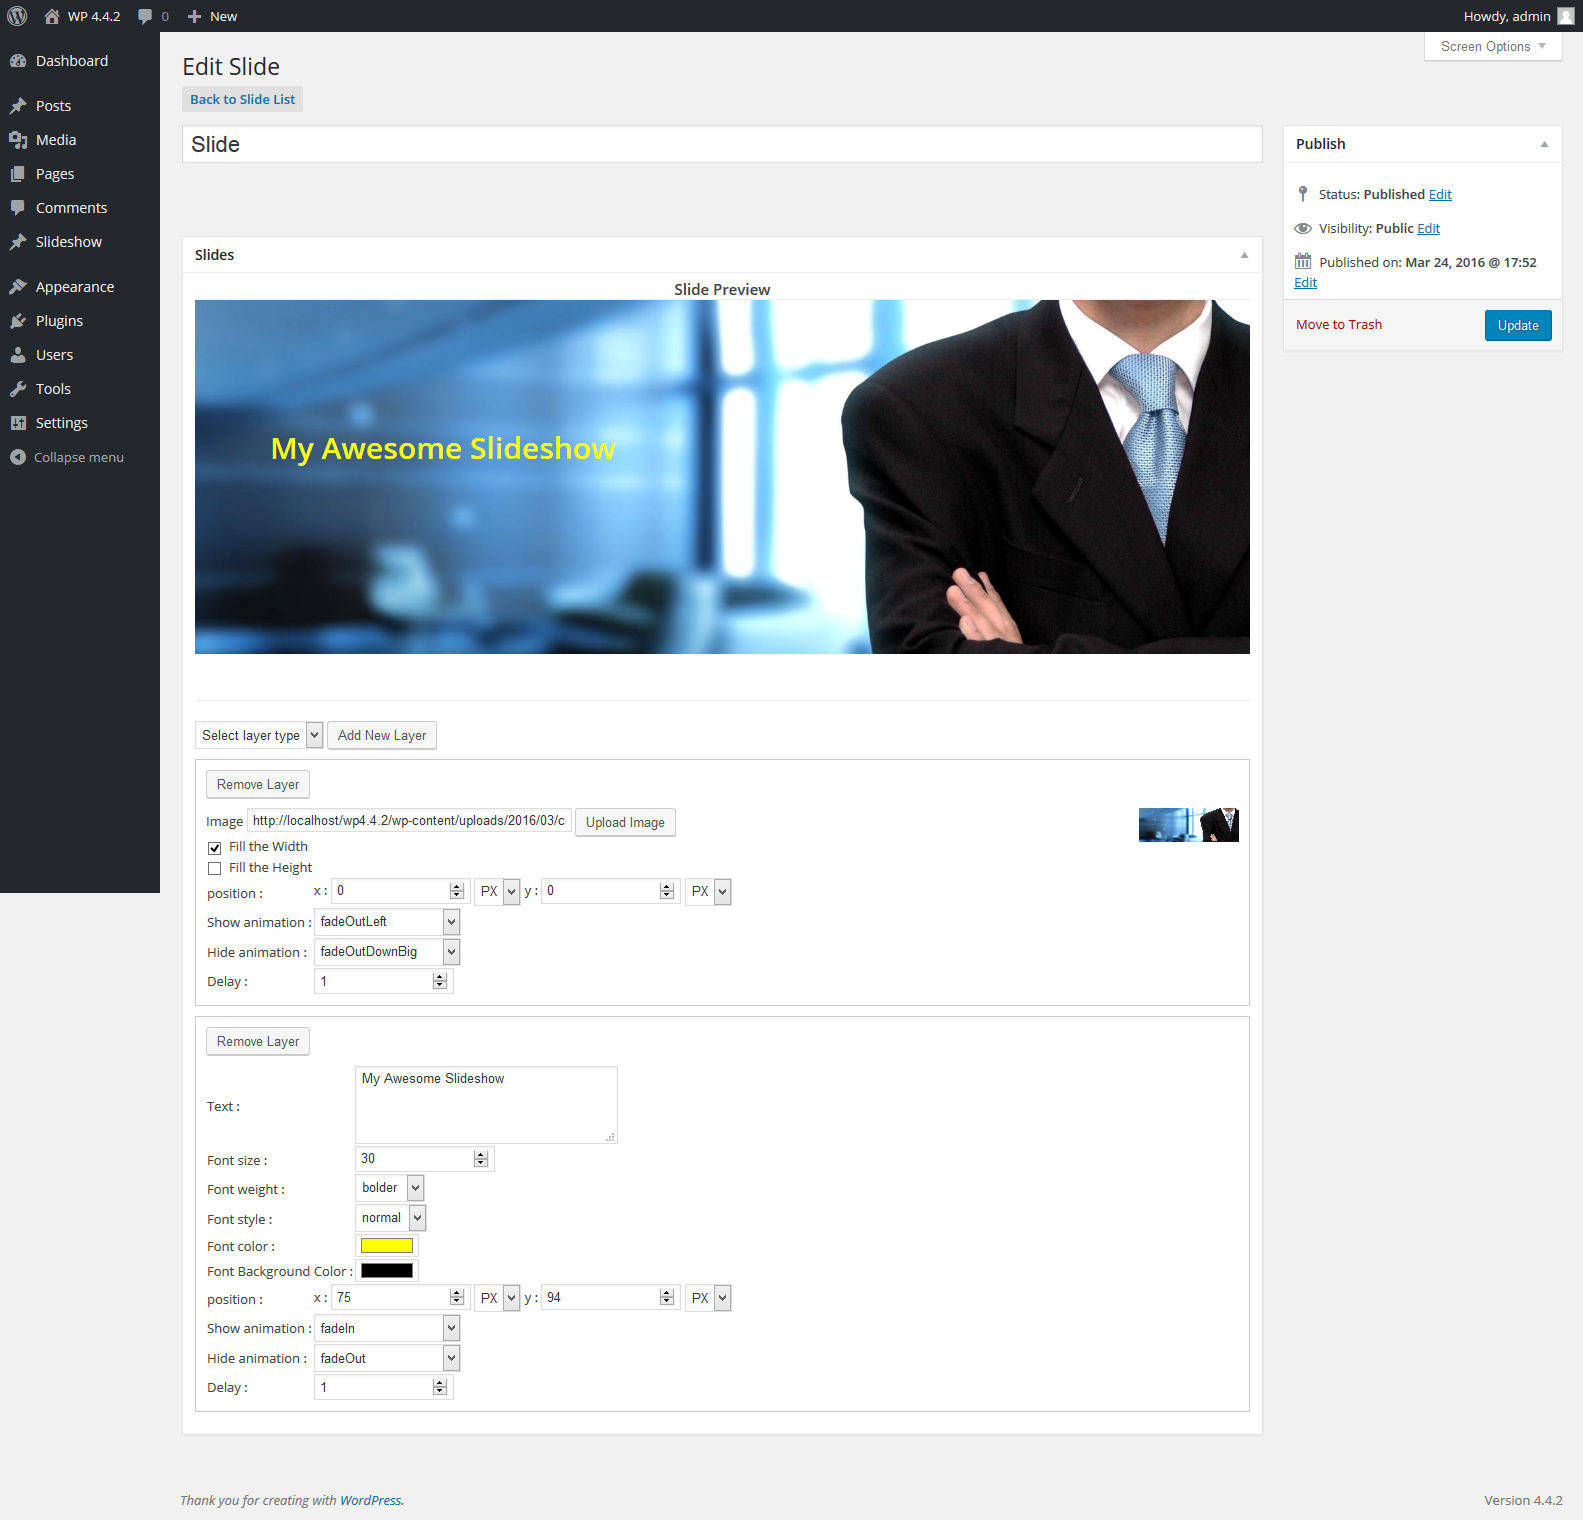 WP 4.4.2 0 New Howdy, admin
Screen Options
Dashboard
Posts
Media
Pages
Comments
Slideshow
Appearance
Plugins
Users
Tools
Settings
Collapse menu
Edit Slide
Back to Slide List
Slide
Slides
Slide Preview
My Awesome Slideshow
Select layer type Add New Layer
Remove Layer
Image http://localhost/wp4.4.2/wp-content/uploads/2016/03/c Upload Image
Fill the Width
Fill the Height
position : x : 0 PX y : 0 PX
Show animation : fadeOutLeft
Hide animation : fadeOutDownBig
Delay : 1
Remove Layer
Text : My Awesome Slideshow
Font size : 30
Font weight : bolder
Font style : normal
Font color :
Font Background Color :
position : x : 75 PX y : 94 PX
Show animation : fadeIn
Hide animation : fadeOut
Delay : 1
Publish
Status: Published Edit
Visibility: Public Edit
Published on: Mar 24, 2016 @ 17:52
Edit
Move to Trash Update
Thank you for creating with WordPress. Version 4.4.2